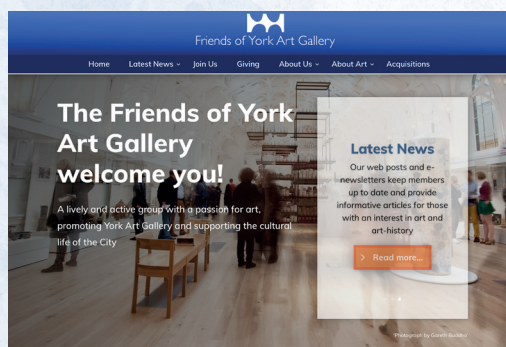 Friends of York Art Gallery
Home Latest News Join Us Giving About Us About Art Acquisitions
The Friends of York
Art Gallery
welcome you!
A lively and active group with a passion for art,
promoting York Art Gallery and supporting the cultural
life of the City
Latest News
Our web posts and e-
newsletters keep members
up to date and provide
informative articles for those
with an interest in art and
art-history
Read more...
Photograph by Gareth